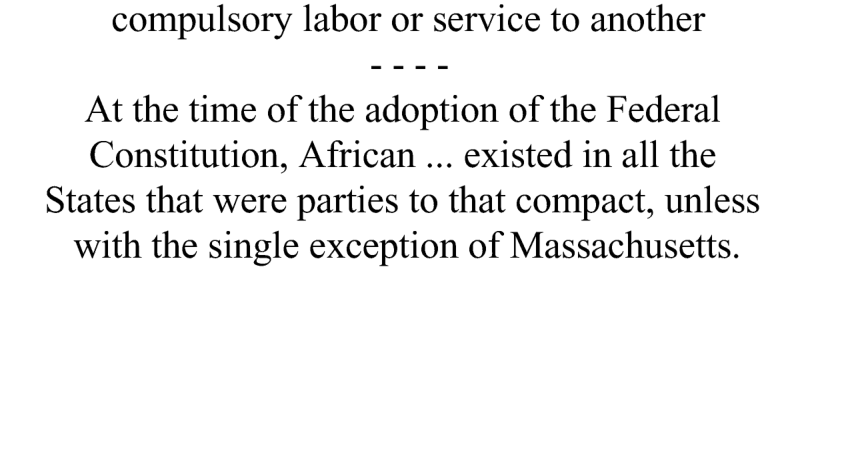 compulsory labor or service to another
- - - -
At the time of the adoption of the Federal
Constitution, African ... existed in all the
States that were parties to that compact, unless
with the single exception of Massachusetts.